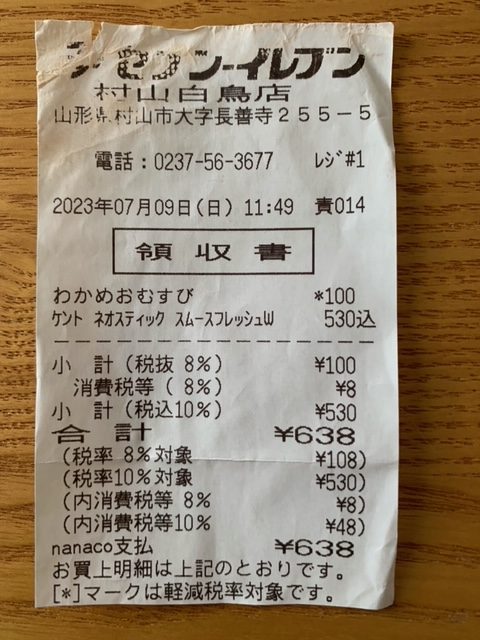 セブン-イレブン
村山白鳥店
山形県村山市大字長善寺255-5
電話:0237-56-3677 レジ#1
2023年07月09日(日) 11:49 責014
領収書
わかめおむすび *100
ケント ネオスティック スムースフレッシュW 530込
小 計(税抜 8%) ¥100
消費税等( 8%) ¥8
小 計(税込10%) ¥530
合計 ¥638
(税率 8%対象 ¥108)
(税率10%対象 ¥530)
(内消費税等 8% ¥8)
(内消費税等10% ¥48)
nanaco支払 ¥638
お買上明細は上記のとおりです。
[*]マークは軽減税率対象です。